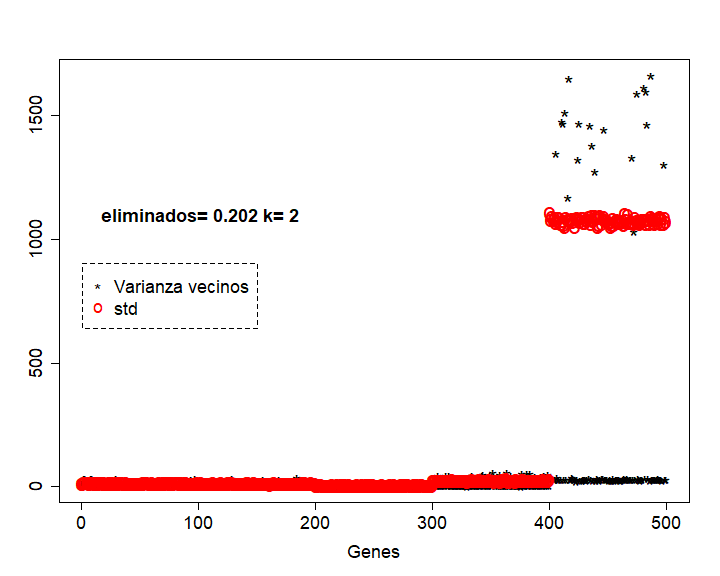 1500
1000
500
0
eliminados= 0.202 k= 2
* Varianza vecinos
o std
0 100 200 300 400 500
Genes